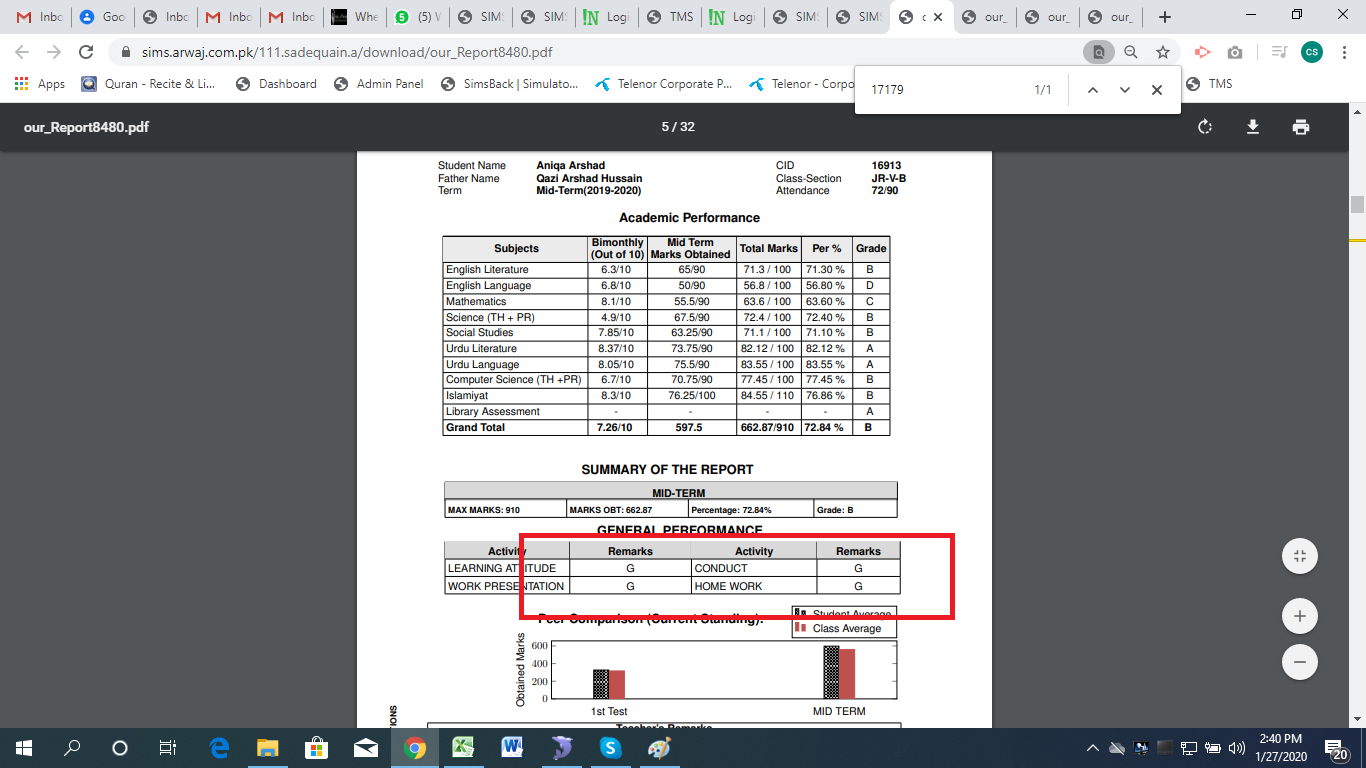 Inbo Goo Inbo Inbo Inbo Whe (5) W SIMS SIMS Logi TMS Logi SIMS SIMS our_ our_ our_
sims.arwaj.com.pk/111.sadequain.a/download/our_Report8480.pdf
CS
Apps Quran - Recite & Li... Dashboard Admin Panel SimsBack | Simulato... Telenor Corporate P... Telenor - Corpo TMS
17179 1/1
our_Report8480.pdf 5 / 32
Student Name Aniqa Arshad CID 16913
Father Name Qazi Arshad Hussain Class-Section JR-V-B
Term Mid-Term(2019-2020) Attendance 72/90
Academic Performance
Subjects Bimonthly (Out of 10) Mid Term Marks Obtained Total Marks Per % Grade
English Literature 6.3/10 65/90 71.3 / 100 71.30 % B
English Language 6.8/10 50/90 56.8 / 100 56.80 % D
Mathematics 8.1/10 55.5/90 63.6 / 100 63.60 % C
Science (TH + PR) 4.9/10 67.5/90 72.4 / 100 72.40 % B
Social Studies 7.85/10 63.25/90 71.1 / 100 71.10 % B
Urdu Literature 8.37/10 73.75/90 82.12 / 100 82.12 % A
Urdu Language 8.05/10 75.5/90 83.55 / 100 83.55 % A
Computer Science (TH +PR) 6.7/10 70.75/90 77.45 / 100 77.45 % B
Islamiyat 8.3/10 76.25/100 84.55 / 110 76.86 % B
Library Assessment - - - - A
Grand Total 7.26/10 597.5 662.87/910 72.84 % B
SUMMARY OF THE REPORT
MID-TERM
MAX MARKS: 910 MARKS OBT: 662.87 Percentage: 72.84% Grade: B
GENERAL PERFORMANCE
Activity Remarks Activity Remarks
LEARNING ATTITUDE G CONDUCT G
WORK PRESENTATION G HOME WORK G
Peer Comparison (Current Standing):
Student Average
Class Average
Obtained Marks
600
400
200
0
1st Test MID TERM
IONS
Teacher's Remarks
2:40 PM
1/27/2020
20